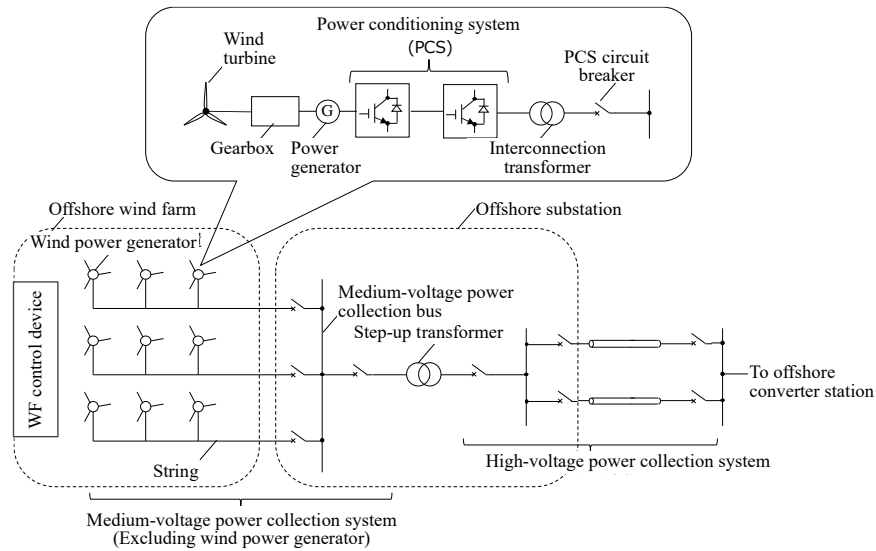 Power conditioning system
(PCS)
Wind
turbine
PCS circuit
breaker
G
Gearbox
Power
generator
Interconnection
transformer
Offshore wind farm
Offshore substation
Wind power generator
WF control device
Medium-voltage power
collection bus
Step-up transformer
To offshore
converter station
String
High-voltage power collection system
Medium-voltage power collection system
(Excluding wind power generator)